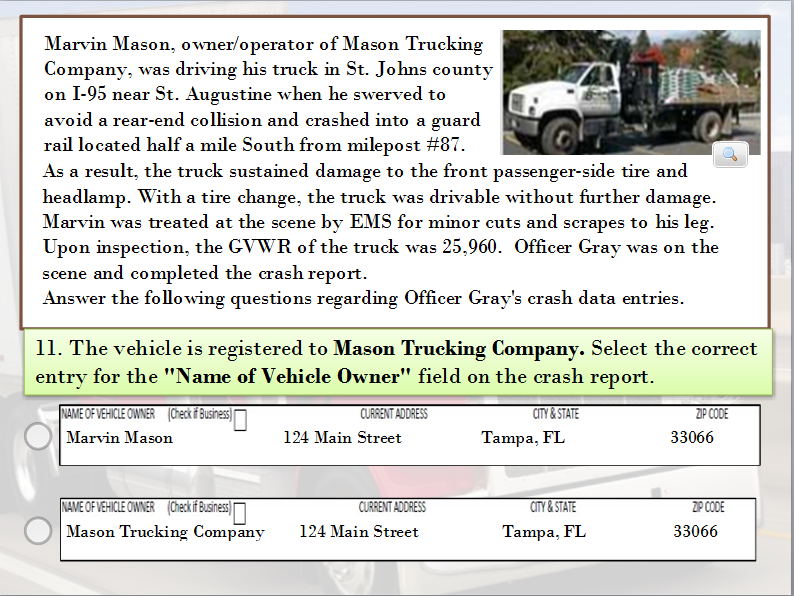 Marvin Mason, owner/operator of Mason Trucking
Company, was driving his truck in St. Johns county
on I-95 near St. Augustine when he swerved to
avoid a rear-end collision and crashed into a guard
rail located half a mile South from milepost #87.
As a result, the truck sustained damage to the front passenger-side tire and
headlamp. With a tire change, the truck was drivable without further damage.
Marvin was treated at the scene by EMS for minor cuts and scrapes to his leg.
Upon inspection, the GVWR of the truck was 25,960. Officer Gray was on the
scene and completed the crash report.
Answer the following questions regarding Officer Gray's crash data entries.
11. The vehicle is registered to Mason Trucking Company. Select the correct
entry for the "Name of Vehicle Owner" field on the crash report.
NAME OF VEHICLE OWNER (Check if Business) CURRENT ADDRESS CITY & STATE ZIP CODE
Marvin Mason 124 Main Street Tampa, FL 33066
NAME OF VEHICLE OWNER (Check if Business) CURRENT ADDRESS CITY & STATE ZIP CODE
Mason Trucking Company 124 Main Street Tampa, FL 33066